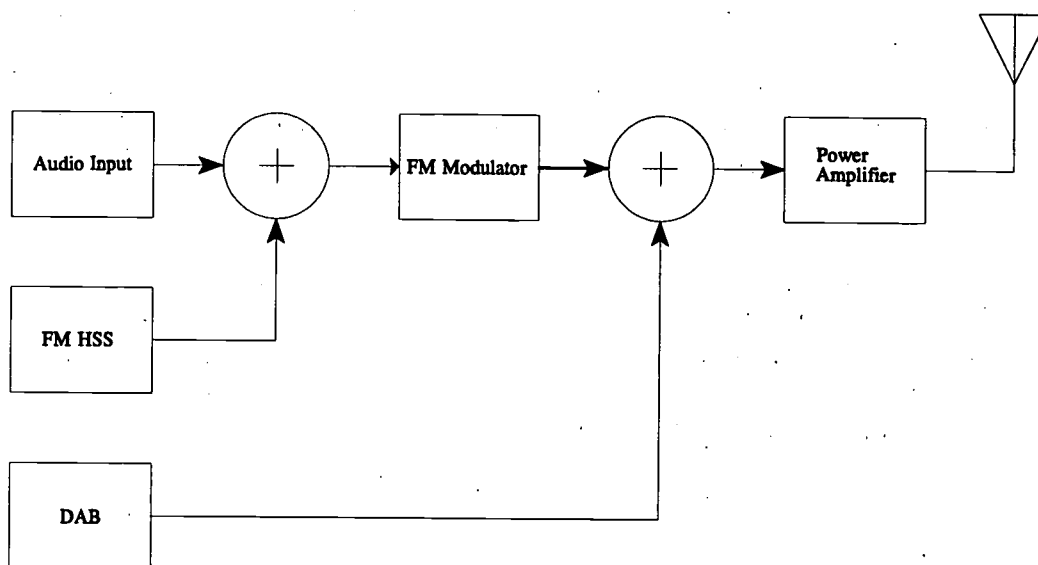 Audio Input
FM Modulator
Power
Amplifier
FM HSS
DAB